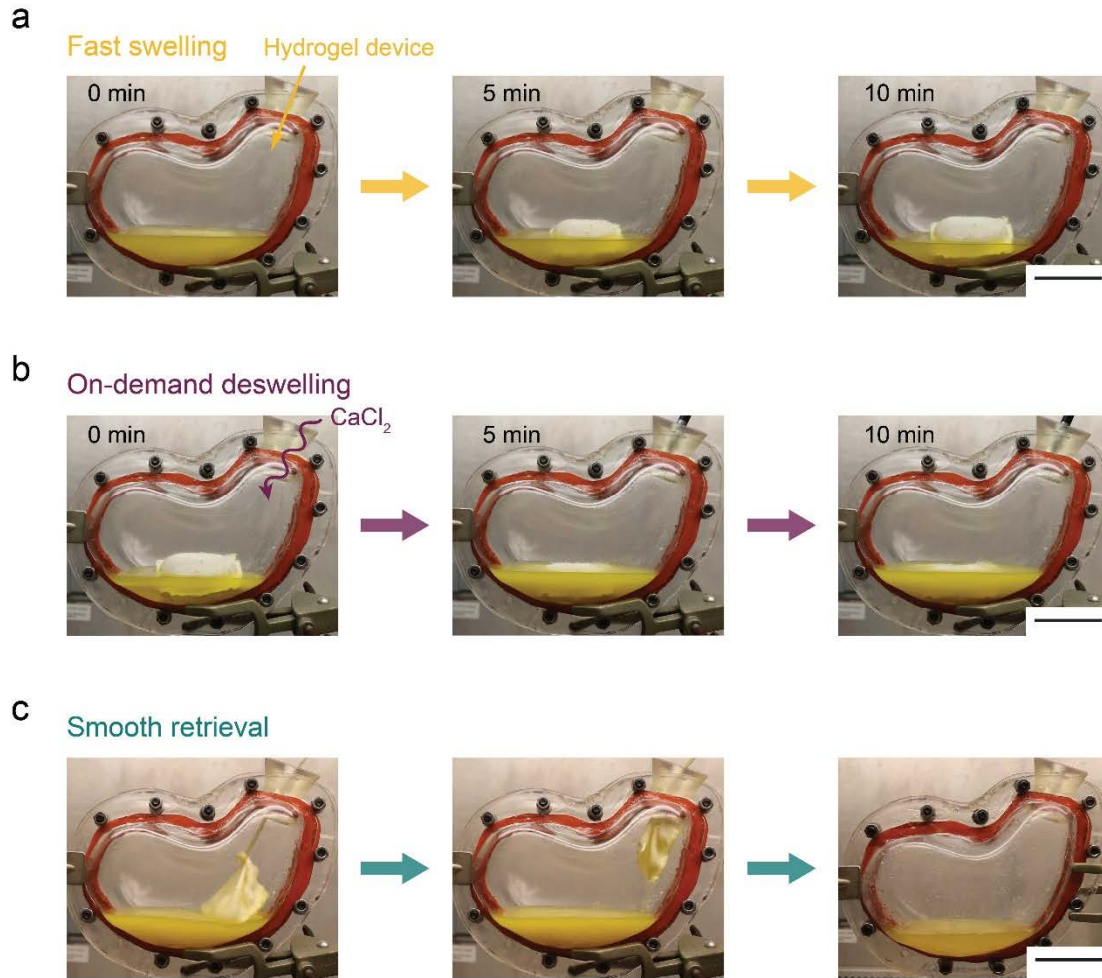 a
Fast swelling
Hydrogel device
0 min
5 min
10 min
b
On-demand deswelling
CaCl₂
0 min
5 min
10 min
c
Smooth retrieval